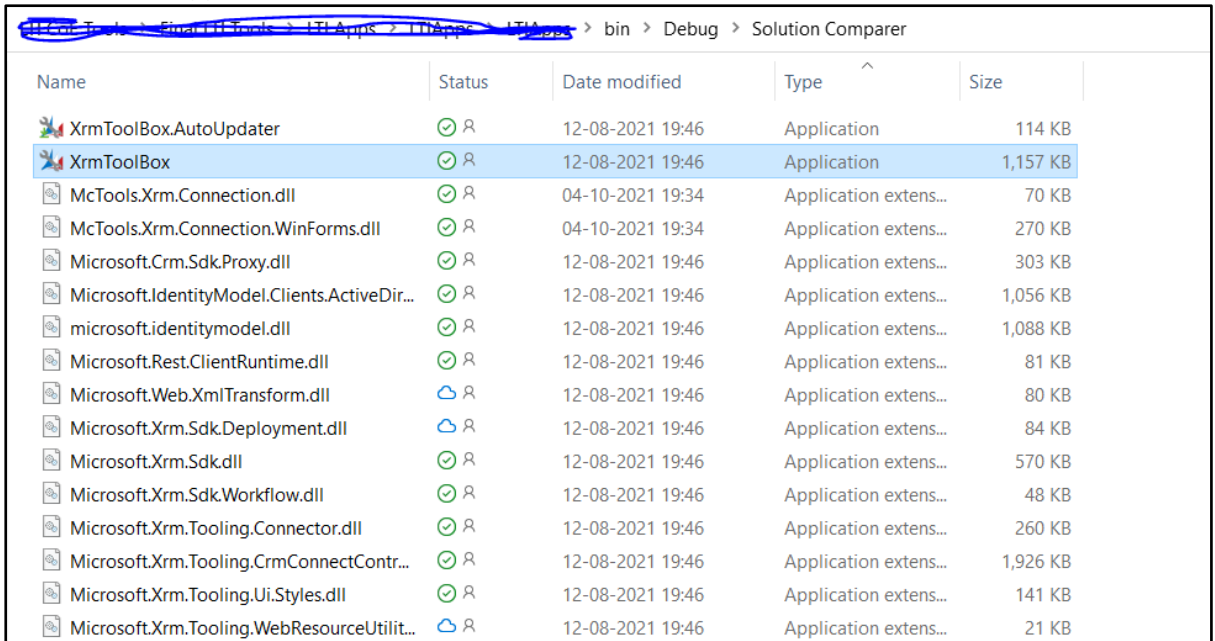 bin > Debug > Solution Comparer
Name Status Date modified Type Size
XrmToolBox.AutoUpdater 12-08-2021 19:46 Application 114 KB
XrmToolBox 12-08-2021 19:46 Application 1,157 KB
McTools.Xrm.Connection.dll 04-10-2021 19:34 Application extens... 70 KB
McTools.Xrm.Connection.WinForms.dll 04-10-2021 19:34 Application extens... 270 KB
Microsoft.Crm.Sdk.Proxy.dll 12-08-2021 19:46 Application extens... 303 KB
Microsoft.IdentityModel.Clients.ActiveDir... 12-08-2021 19:46 Application extens... 1,056 KB
microsoft.identitymodel.dll 12-08-2021 19:46 Application extens... 1,088 KB
Microsoft.Rest.ClientRuntime.dll 12-08-2021 19:46 Application extens... 81 KB
Microsoft.Web.XmlTransform.dll 12-08-2021 19:46 Application extens... 80 KB
Microsoft.Xrm.Sdk.Deployment.dll 12-08-2021 19:46 Application extens... 84 KB
Microsoft.Xrm.Sdk.dll 12-08-2021 19:46 Application extens... 570 KB
Microsoft.Xrm.Sdk.Workflow.dll 12-08-2021 19:46 Application extens... 48 KB
Microsoft.Xrm.Tooling.Connector.dll 12-08-2021 19:46 Application extens... 260 KB
Microsoft.Xrm.Tooling.CrmConnectContr... 12-08-2021 19:46 Application extens... 1,926 KB
Microsoft.Xrm.Tooling.Ui.Styles.dll 12-08-2021 19:46 Application extens... 141 KB
Microsoft.Xrm.Tooling.WebResourceUtilit... 12-08-2021 19:46 Application extens... 21 KB